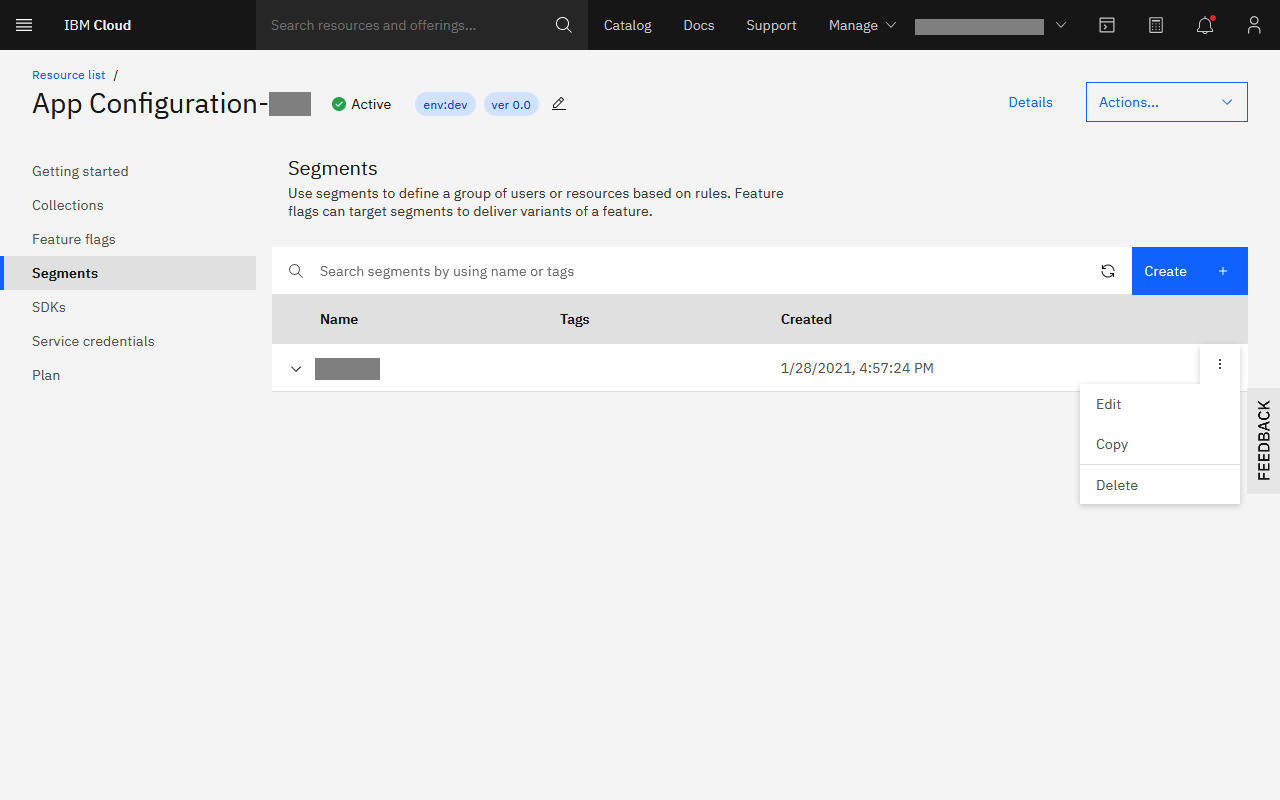 IBM Cloud
Search resources and offerings...
Catalog
Docs
Support
Manage
Resource list /
App Configuration-
Active
env:dev
ver 0.0
Details
Actions...
Getting started
Collections
Feature flags
Segments
SDKs
Service credentials
Plan
Segments
Use segments to define a group of users or resources based on rules. Feature
flags can target segments to deliver variants of a feature.
Search segments by using name or tags
Create +
Name Tags Created
1/28/2021, 4:57:24 PM
Edit
Copy
Delete
FEEDBACK